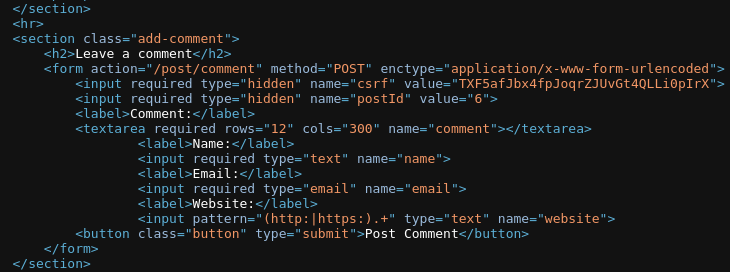 </section>
<hr>
<section class="add-comment">
<h2>Leave a comment</h2>
<form action="/post/comment" method="POST" enctype="application/x-www-form-urlencoded">
<input required type="hidden" name="csrf" value="TXF5afJbx4fpJoqrZJUvGt4QLLi0pIrX">
<input required type="hidden" name="postId" value="6">
<label>Comment:</label>
<textarea required rows="12" cols="300" name="comment"></textarea>
<label>Name:</label>
<input required type="text" name="name">
<label>Email:</label>
<input required type="email" name="email">
<label>Website:</label>
<input pattern="(http:|https:).+" type="text" name="website">
<button class="button" type="submit">Post Comment</button>
</form>
</section>